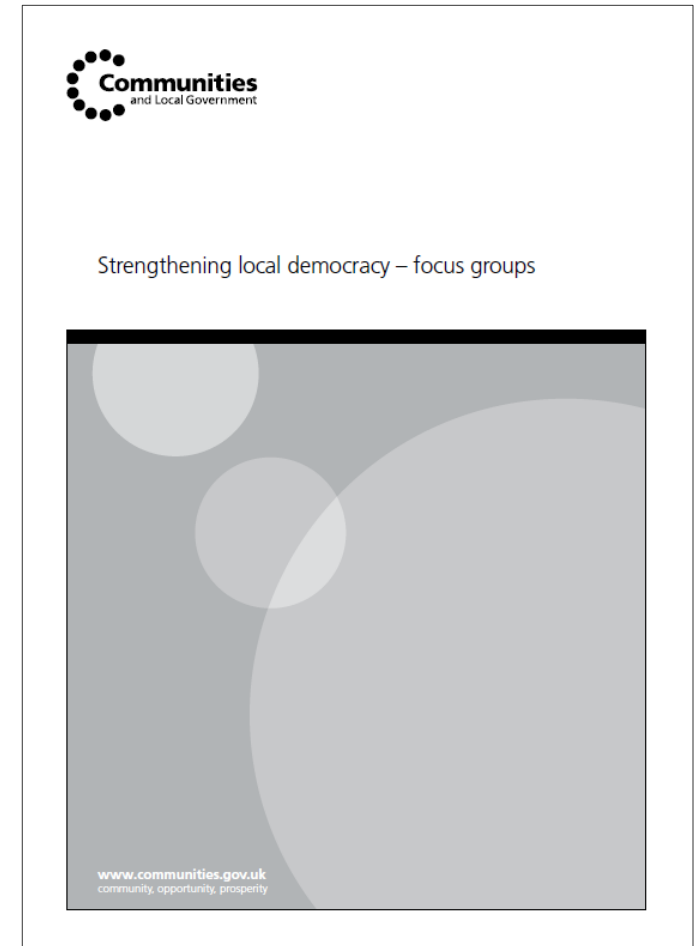 Communities
and Local Government
Strengthening local democracy – focus groups
www.communities.gov.uk
community, opportunity, prosperity